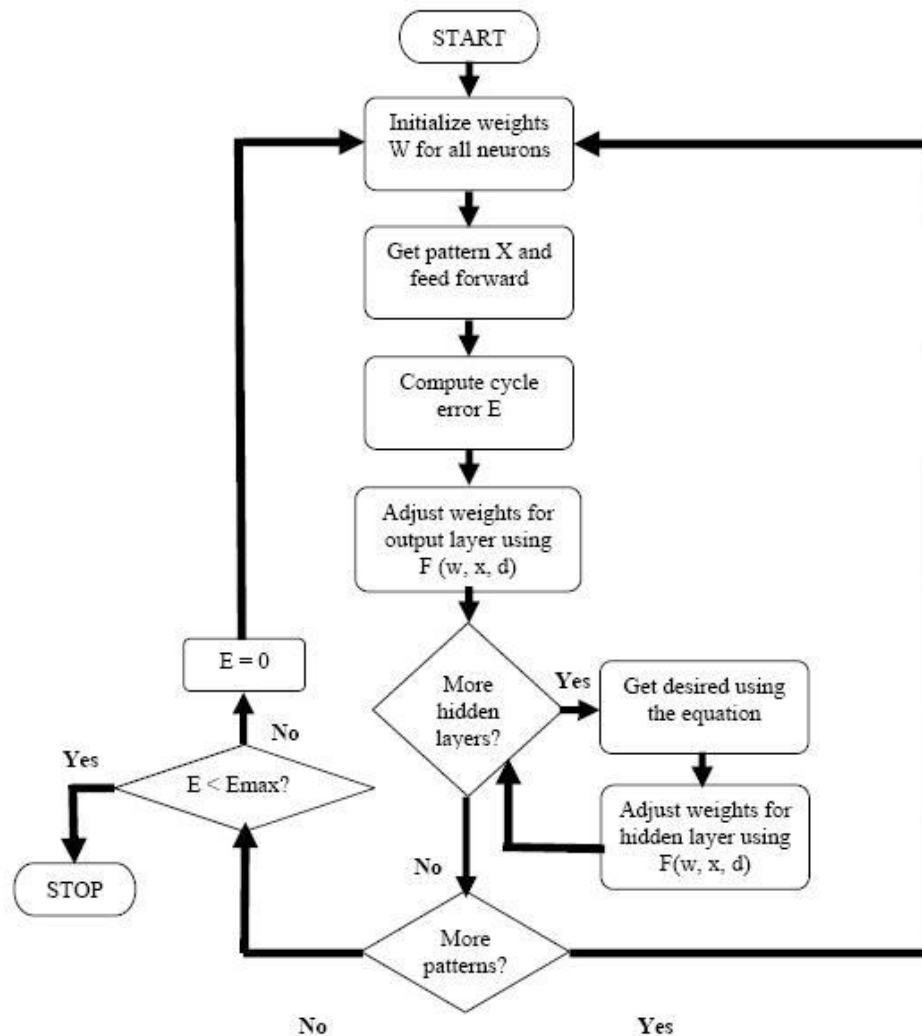 START
Initialize weights
W for all neurons
Get pattern X and
feed forward
Compute cycle
error E
Adjust weights for
output layer using
F (w, x, d)
More
hidden
layers?
Yes
Get desired using
the equation
Adjust weights for
hidden layer using
F(w, x, d)
No
More
patterns?
No
Yes
E < Emax?
No
E = 0
Yes
STOP